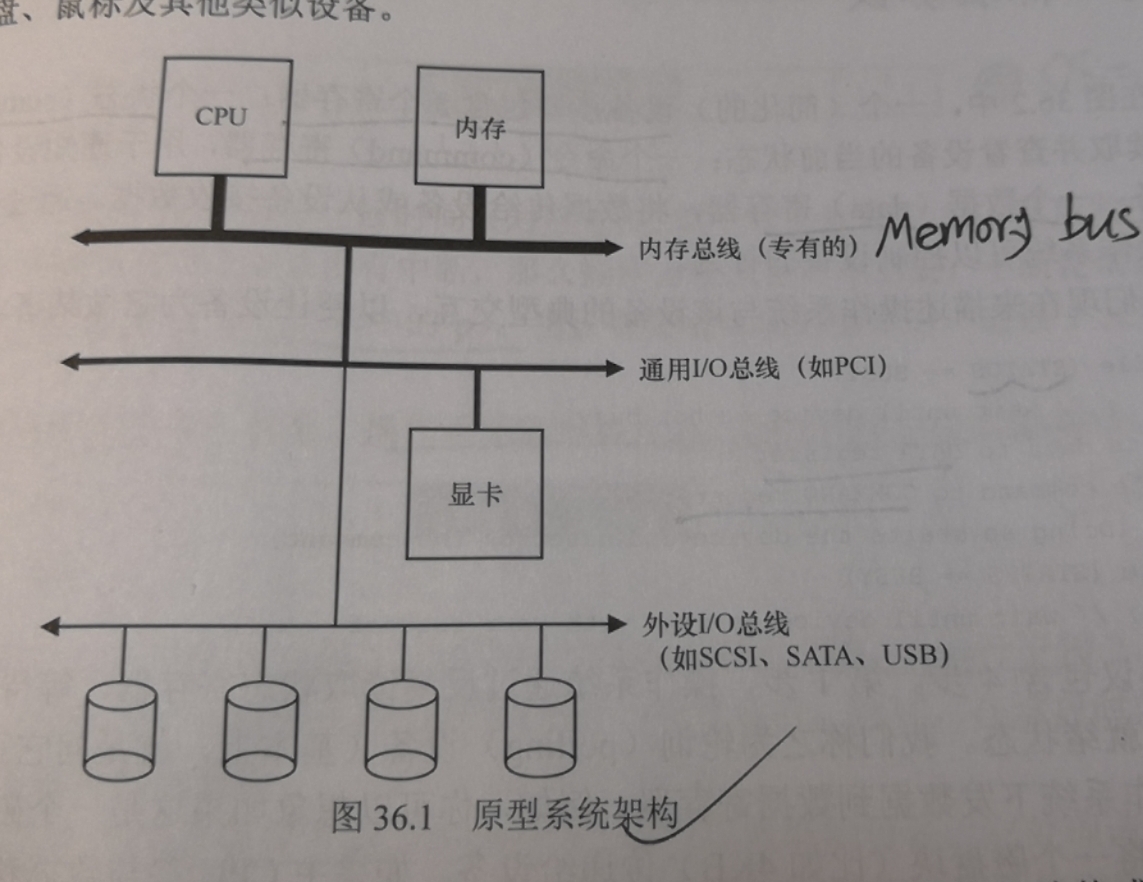 盘、鼠标及其他类似设备。
CPU
内存
内存总线（专有的） Memory bus
通用I/O总线（如PCI）
显卡
外设I/O总线
（如SCSI、SATA、USB）
图 36.1 原型系统架构